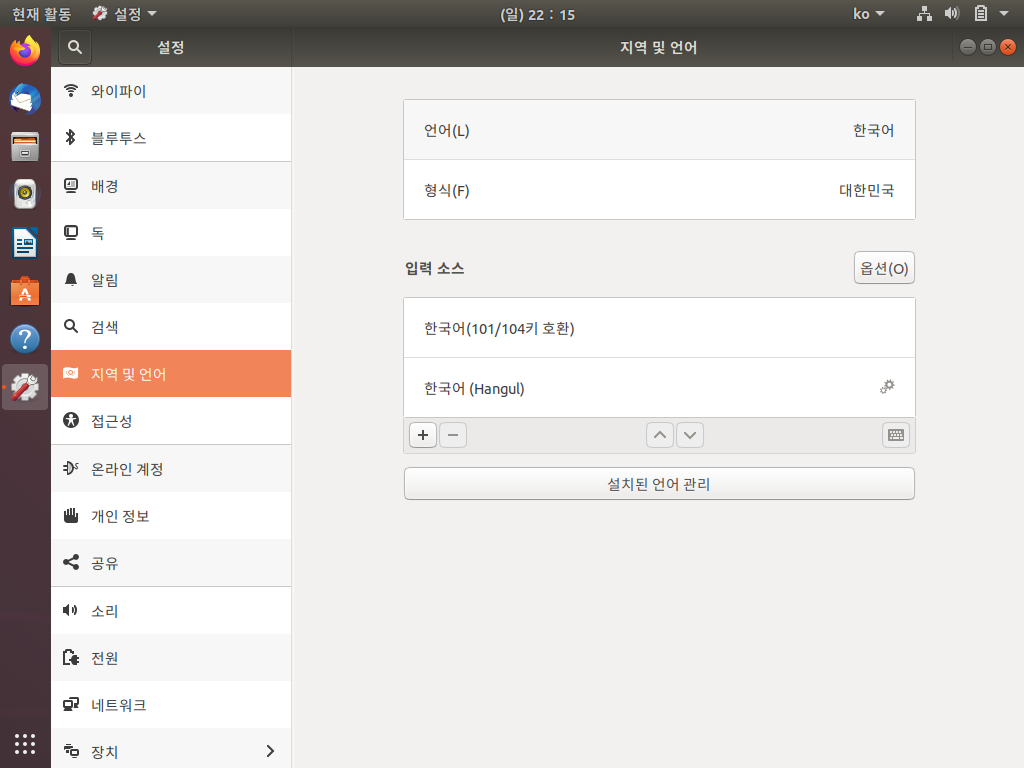 현재 활동
설정
(일) 22 : 15
ko
설정
지역 및 언어
와이파이
블루투스
배경
독
알림
검색
지역 및 언어
접근성
온라인 계정
개인 정보
공유
소리
전원
네트워크
장치
언어(L) 한국어
형식(F) 대한민국
입력 소스
옵션(O)
한국어(101/104키 호환)
한국어 (Hangul)
설치된 언어 관리